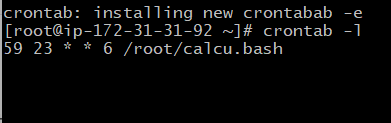 crontab: installing new crontabab -e
[root@ip-172-31-31-92 ~]# crontab -l
59 23 * * 6 /root/calcu.bash